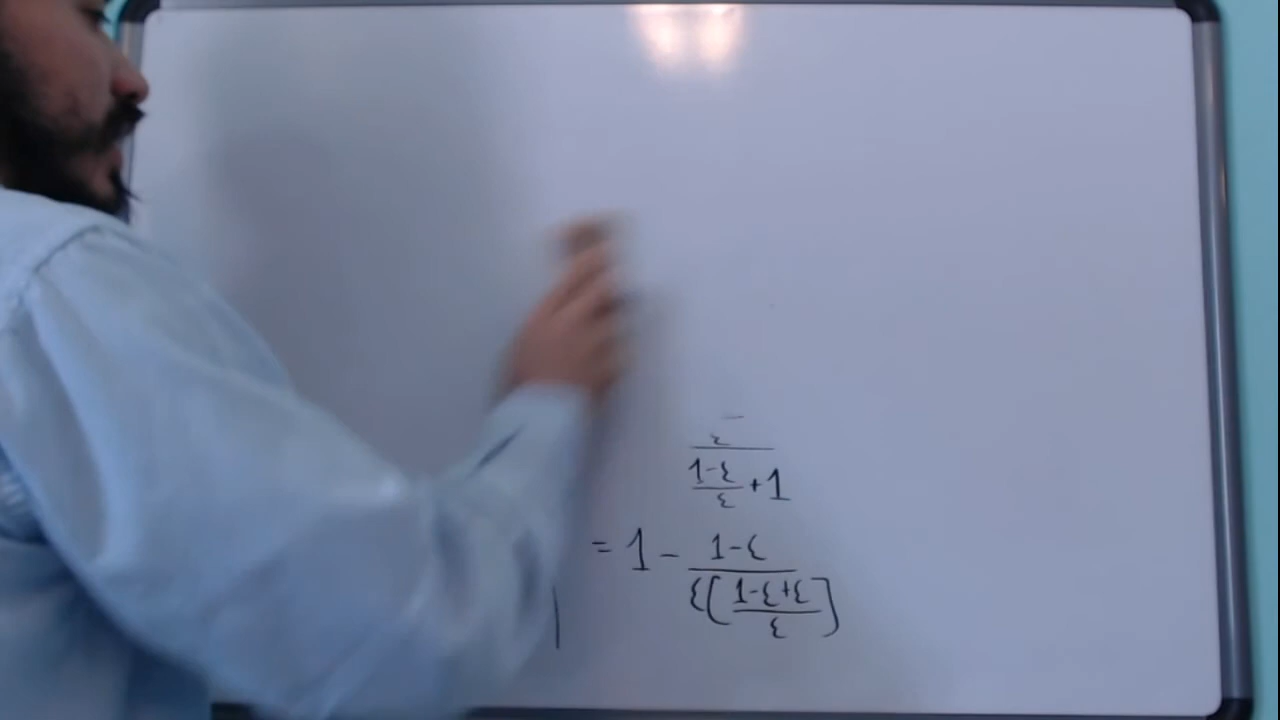 ε
(1-ε)/ε + 1
= 1 - (1-ε)/(ε[(1-ε+ε)/ε])